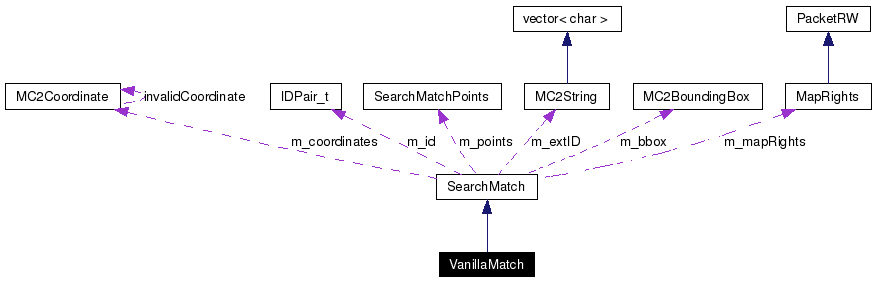 vector< char >
PacketRW
MC2Coordinate
invalidCoordinate
IDPair_t
SearchMatchPoints
MC2String
MC2BoundingBox
MapRights
m_coordinates
m_id
m_points
m_extID
m_bbox
m_mapRights
SearchMatch
VanillaMatch